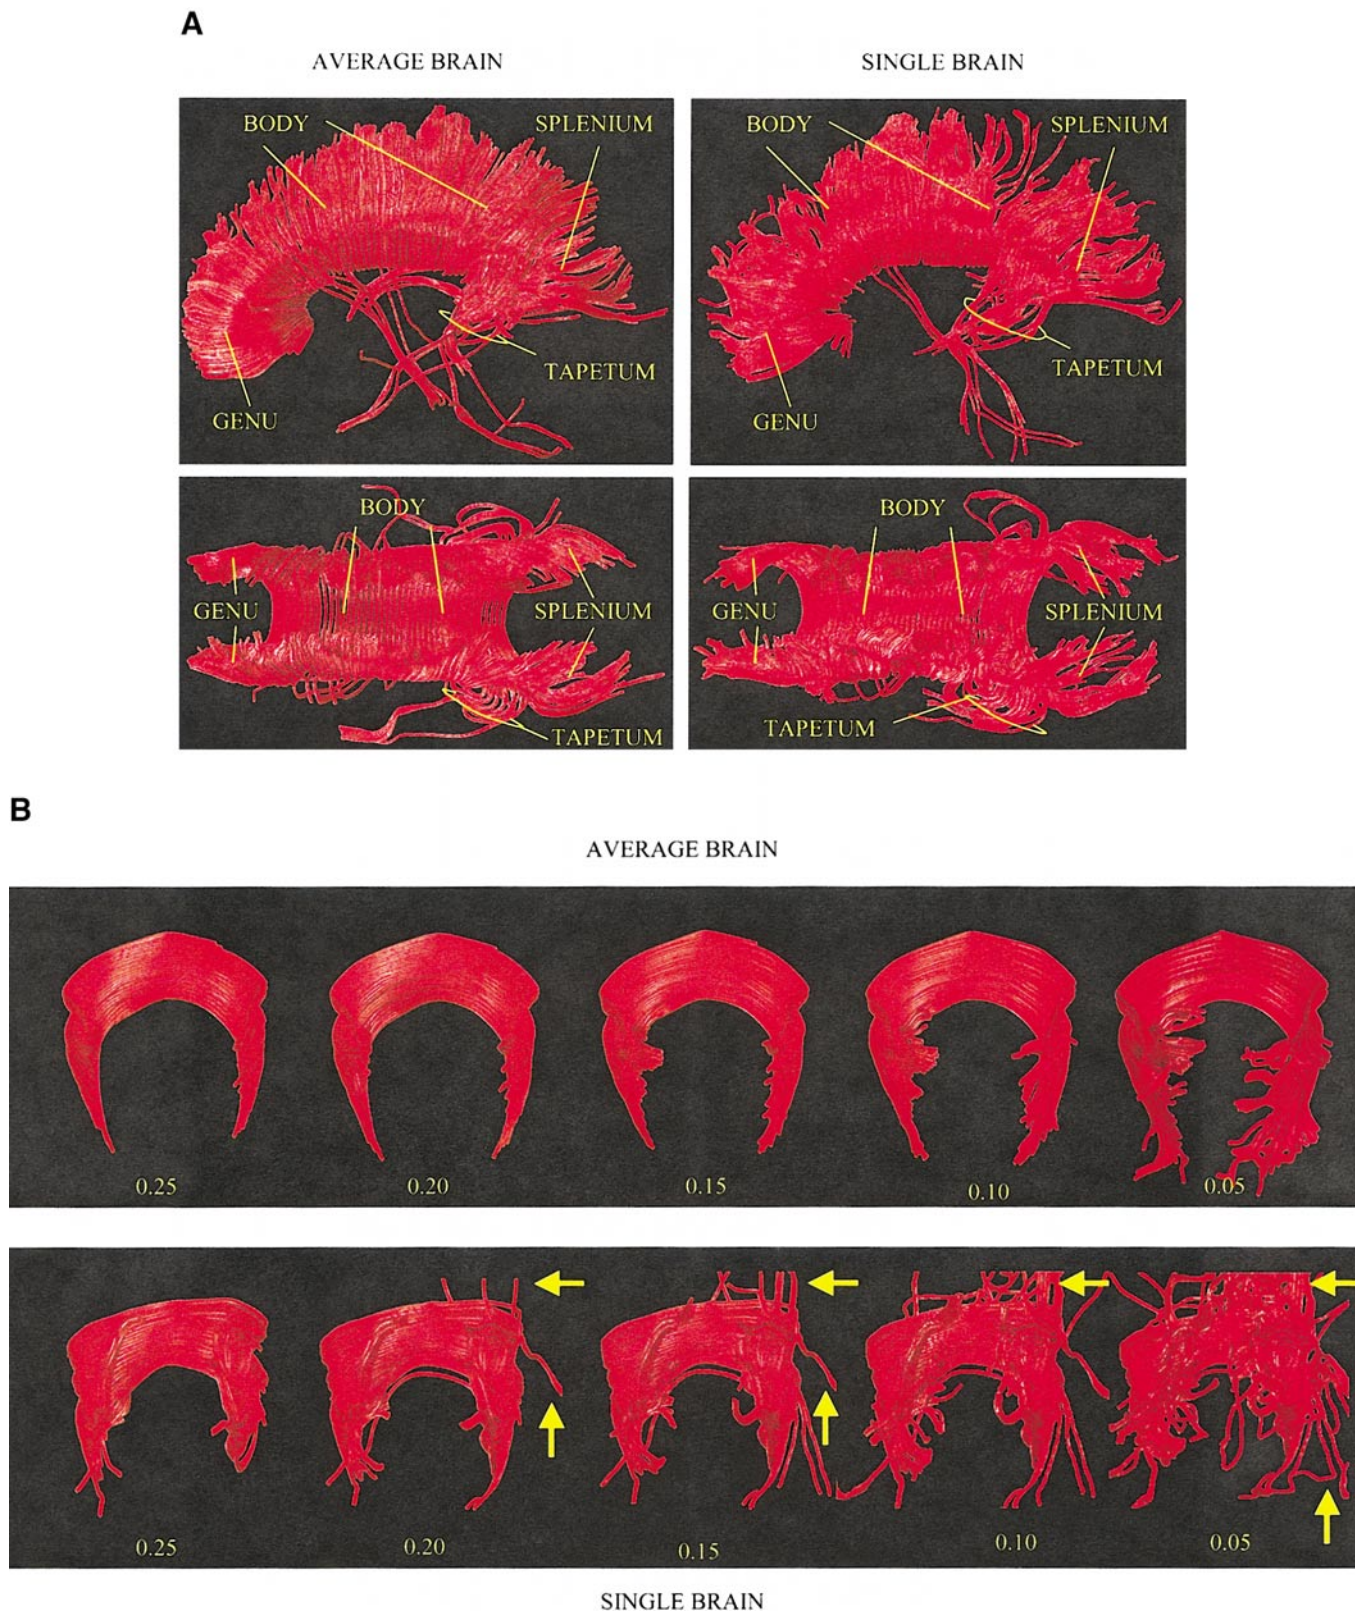 A
AVERAGE BRAIN
SINGLE BRAIN
BODY
SPLENIUM
TAPETUM
GENU
BODY
SPLENIUM
TAPETUM
GENU
BODY
GENU
SPLENIUM
TAPETUM
BODY
GENU
SPLENIUM
TAPETUM
B
AVERAGE BRAIN
0.25
0.20
0.15
0.10
0.05
0.25
0.20
0.15
0.10
0.05
SINGLE BRAIN